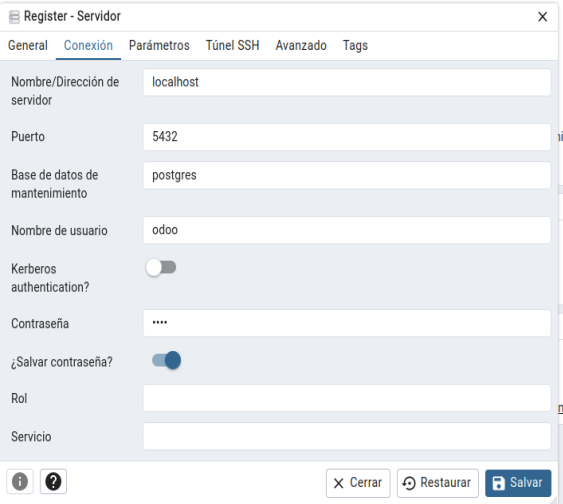 Register - Servidor
General Conexión Parámetros Túnel SSH Avanzado Tags
Nombre/Dirección de
servidor
localhost
Puerto
5432
Base de datos de
mantenimiento
postgres
Nombre de usuario
odoo
Kerberos
authentication?
Contraseña
••••
¿Salvar contraseña?
Rol
Servicio
Cerrar
Restaurar
Salvar